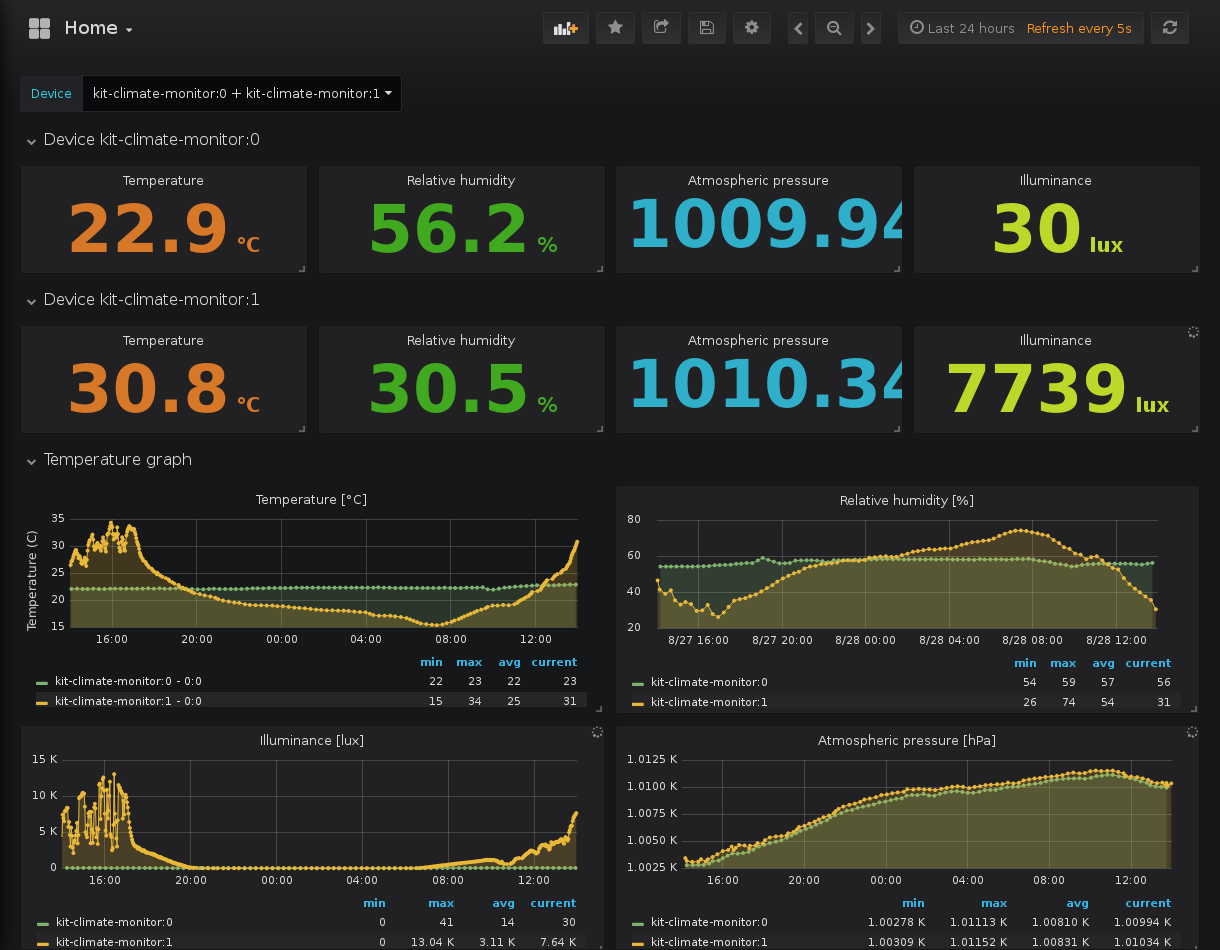 Home
Last 24 hours Refresh every 5s
Device kit-climate-monitor:0 + kit-climate-monitor:1
Device kit-climate-monitor:0
Temperature Relative humidity Atmospheric pressure Illuminance
22.9 °C 56.2 % 1009.94 30 lux
Device kit-climate-monitor:1
Temperature Relative humidity Atmospheric pressure Illuminance
30.8 °C 30.5 % 1010.34 7739 lux
Temperature graph
Temperature [°C]
Temperature (C)
35
30
25
20
15
16:00 20:00 00:00 04:00 08:00 12:00
min max avg current
kit-climate-monitor:0 - 0:0 22 23 22 23
kit-climate-monitor:1 - 0:0 15 34 25 31
Relative humidity [%]
80
60
40
20
8/27 16:00 8/27 20:00 8/28 00:00 8/28 04:00 8/28 08:00 8/28 12:00
min max avg current
kit-climate-monitor:0 54 59 57 56
kit-climate-monitor:1 26 74 54 31
Illuminance [lux]
15 K
10 K
5 K
0
16:00 20:00 00:00 04:00 08:00 12:00
min max avg current
kit-climate-monitor:0 0 41 14 30
kit-climate-monitor:1 0 13.04 K 3.11 K 7.64 K
Atmospheric pressure [hPa]
1.0125 K
1.0100 K
1.0075 K
1.0050 K
1.0025 K
16:00 20:00 00:00 04:00 08:00 12:00
min max avg current
kit-climate-monitor:0 1.00278 K 1.01113 K 1.00810 K 1.00994 K
kit-climate-monitor:1 1.00309 K 1.01152 K 1.00831 K 1.01034 K